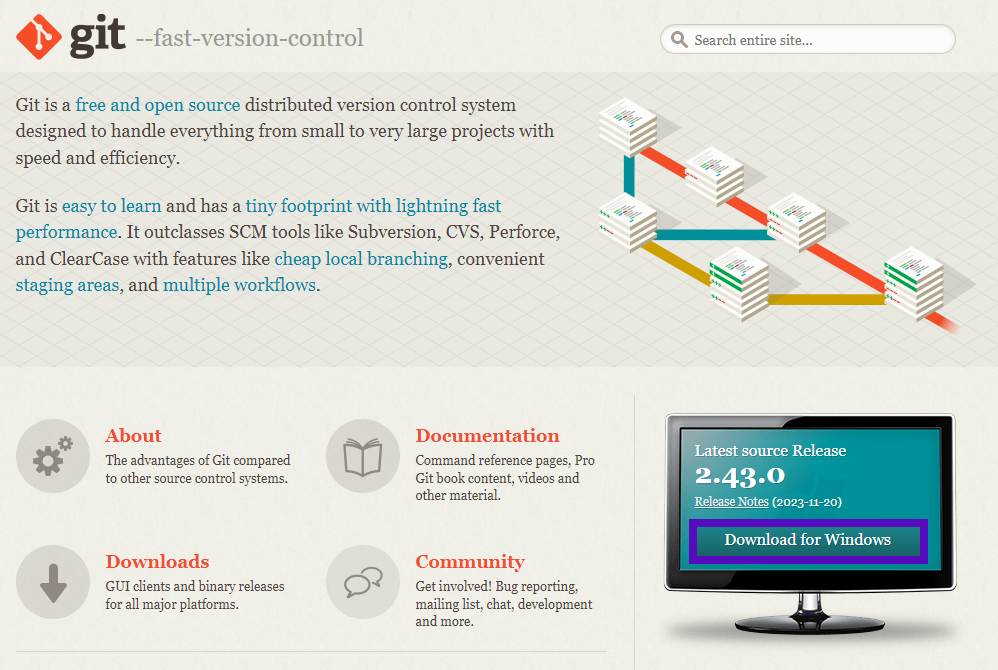 git --fast-version-control
Search entire site...
Git is a free and open source distributed version control system
designed to handle everything from small to very large projects with
speed and efficiency.
Git is easy to learn and has a tiny footprint with lightning fast
performance. It outclasses SCM tools like Subversion, CVS, Perforce,
and ClearCase with features like cheap local branching, convenient
staging areas, and multiple workflows.
About
The advantages of Git compared
to other source control systems.
Documentation
Command reference pages, Pro
Git book content, videos and
other material.
Downloads
GUI clients and binary releases
for all major platforms.
Community
Get involved! Bug reporting,
mailing list, chat, development
and more.
Latest source Release
2.43.0
Release Notes (2023-11-20)
Download for Windows